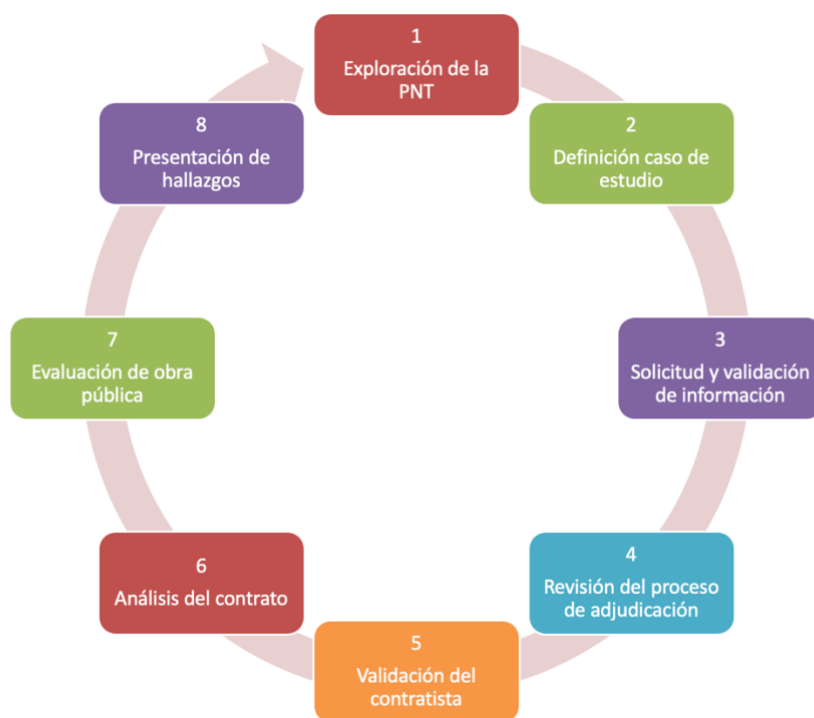 1
Exploración de la
PNT
2
Definición caso de
estudio
3
Solicitud y validación
de información
4
Revisión del proceso
de adjudicación
5
Validación del
contratista
6
Análisis del contrato
7
Evaluación de obra
pública
8
Presentación de
hallazgos